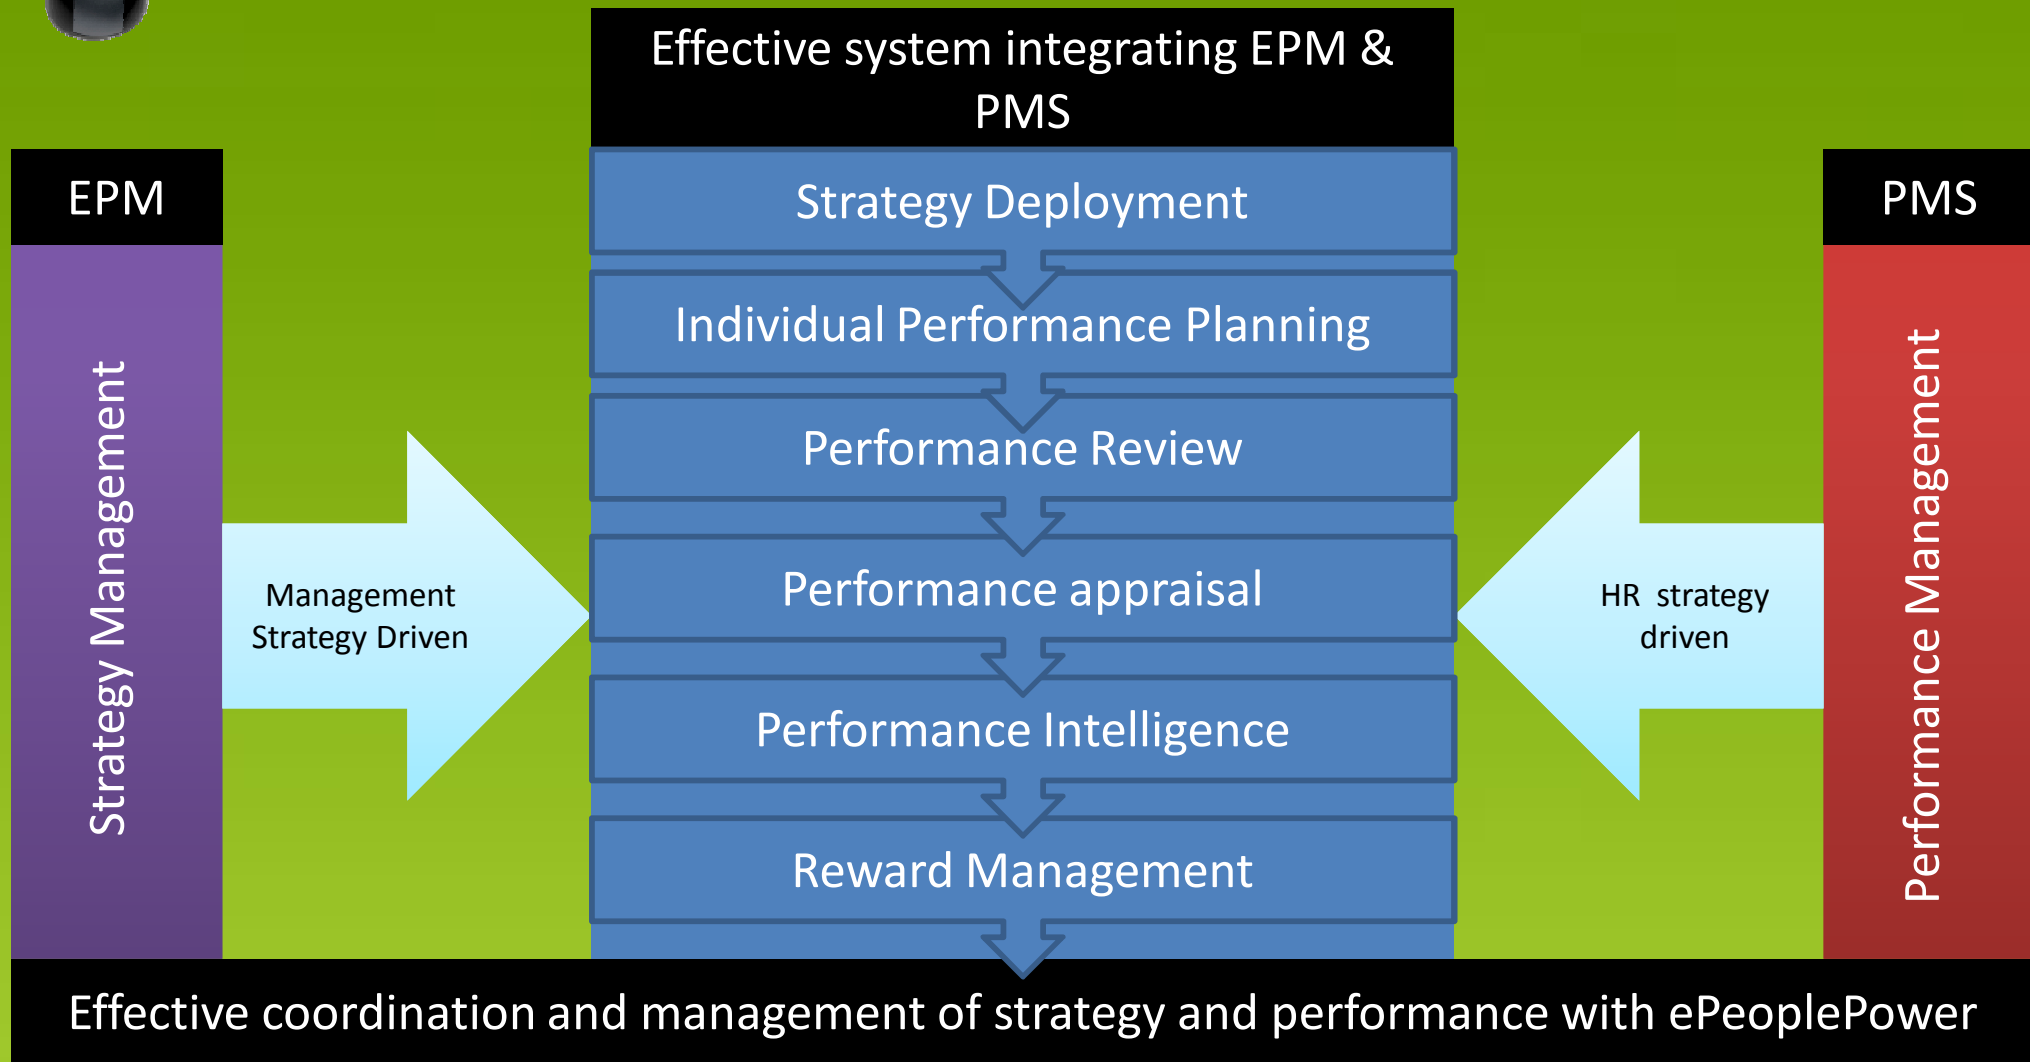 Effective system integrating EPM &
PMS
EPM
Strategy Management
Management
Strategy Driven
Strategy Deployment
Individual Performance Planning
Performance Review
Performance appraisal
Performance Intelligence
Reward Management
PMS
Performance Management
HR  strategy
driven
Effective coordination and management of strategy and performance with ePeoplePower